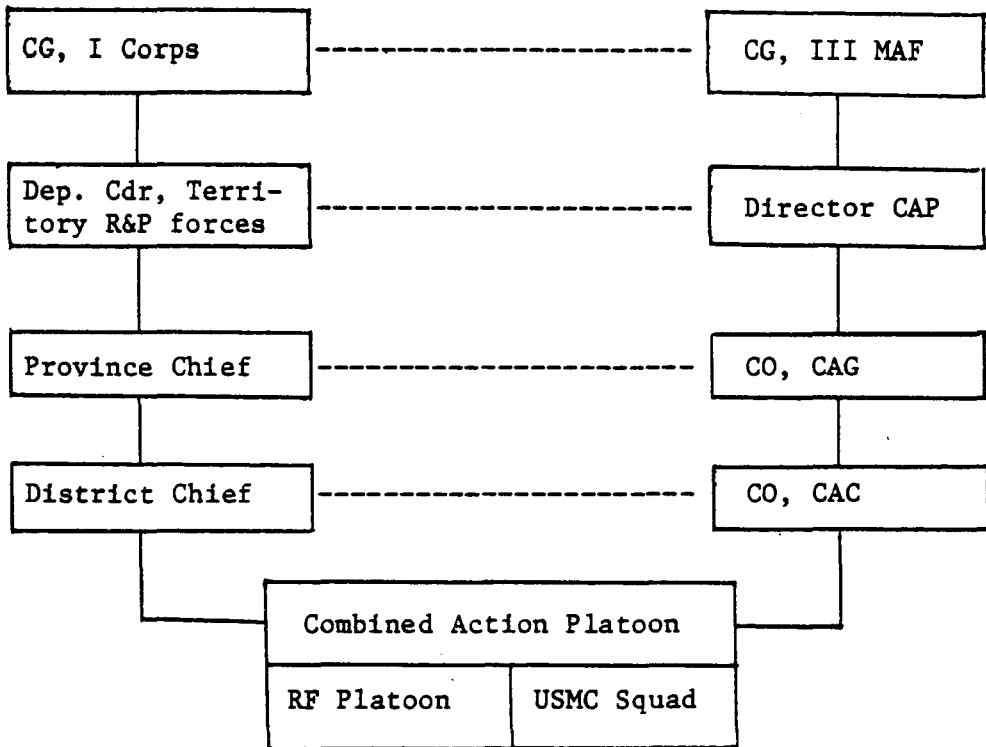 CG, I Corps
CG, III MAF
Dep. Cdr, Terri-
tory R&P forces
Director CAP
Province Chief
CO, CAG
District Chief
CO, CAC
Combined Action Platoon
RF Platoon
USMC Squad